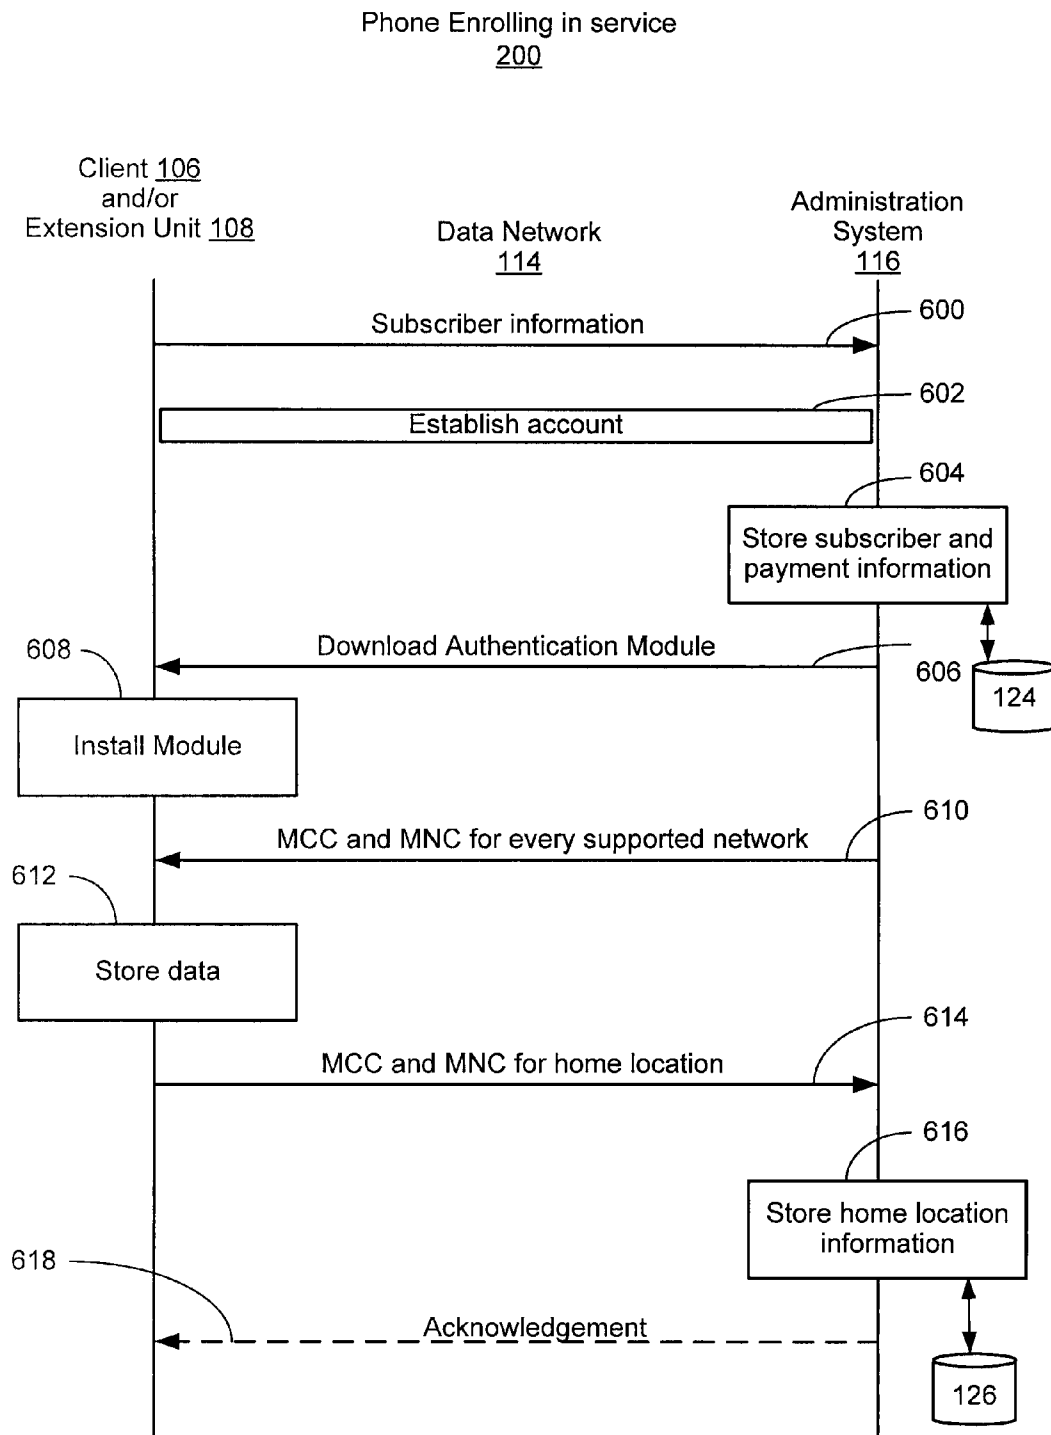 Phone Enrolling in service
200
Client 106
and/or
Extension Unit 108
Data Network
114
Administration
System
116
Subscriber information
600
Establish account
602
604
Store subscriber and
payment information
Download Authentication Module
606
124
608
Install Module
MCC and MNC for every supported network
610
612
Store data
614
MCC and MNC for home location
616
Store home location
information
618
Acknowledgement
126